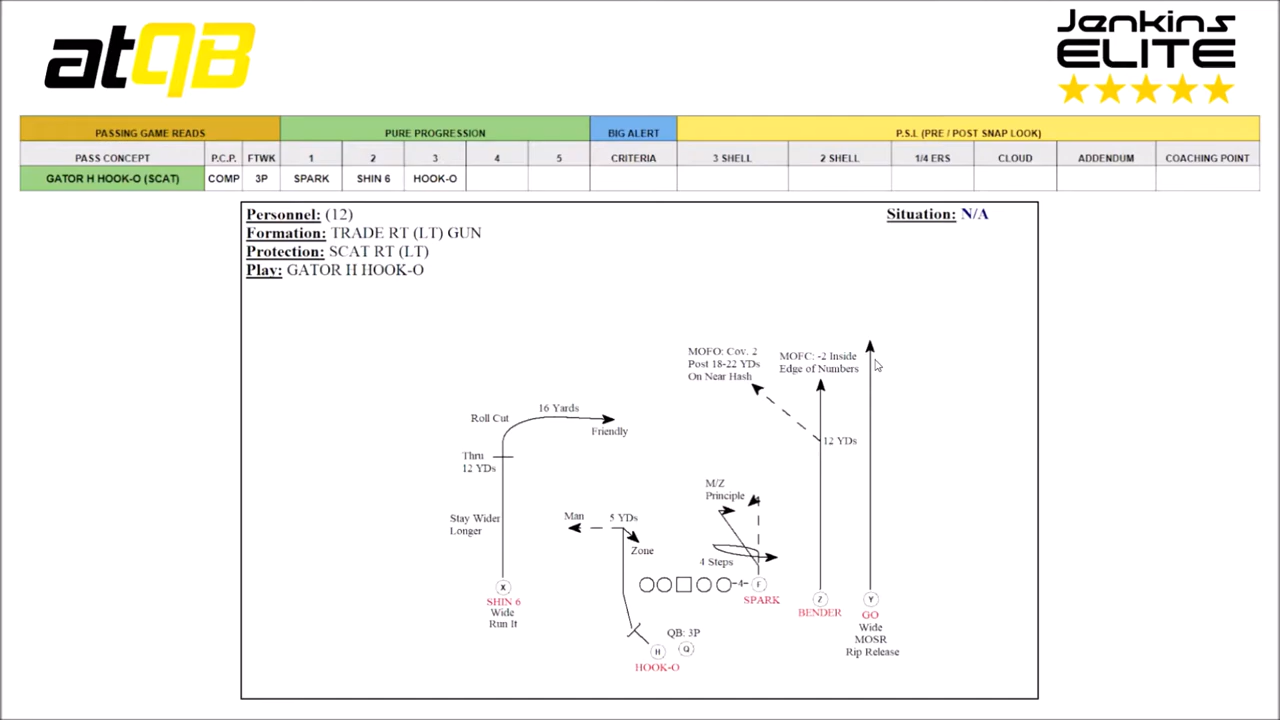 atQB
Jenkins
ELITE
PASSING GAME READS PURE PROGRESSION BIG ALERT P.S.L (PRE / POST SNAP LOOK)
PASS CONCEPT P.C.P. FTWK 1 2 3 4 5 CRITERIA 3 SHELL 2 SHELL 1/4 ERS CLOUD ADDENDUM COACHING POINT
GATOR H HOOK-O (SCAT) COMP 3P SPARK SHIN 6 HOOK-O
Personnel: (12)
Situation: N/A
Formation: TRADE RT (LT) GUN
Protection: SCAT RT (LT)
Play: GATOR H HOOK-O
MOFO: Cov. 2
Post 18-22 YDs
On Near Hash
MOFC: -2 Inside
Edge of Numbers
16 Yards
Roll Cut
Friendly
12 YDs
Thru
12 YDs
M/Z
Principle
Stay Wider
Longer
Man
5 YDs
Zone
4 Steps
4
X
F
Z
Y
SHIN 6
Wide
Run It
SPARK
BENDER
GO
Wide
MOSR
Rip Release
QB: 3P
H
Q
HOOK-O